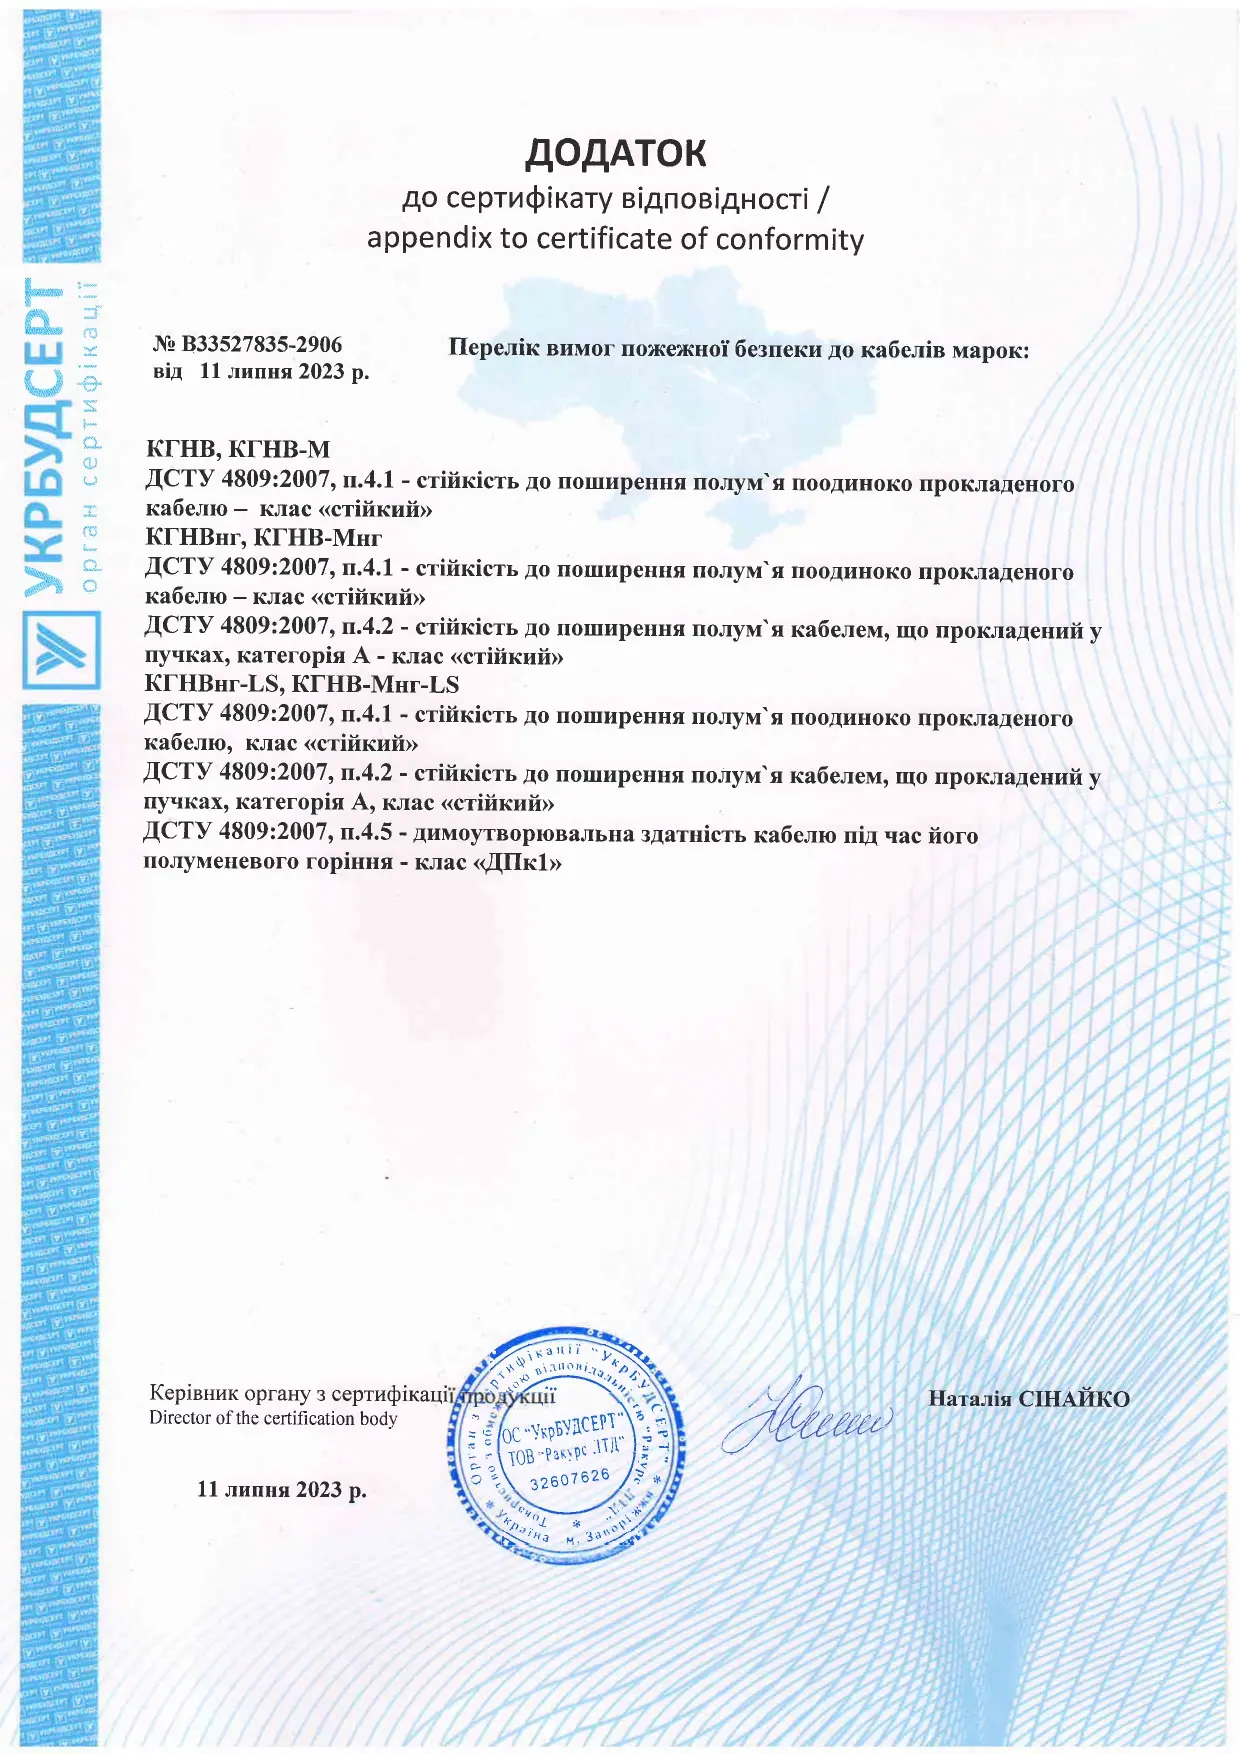 ДОДАТОК
до сертифікату відповідності /
appendix to certificate of conformity
УКРБУДСЕРТ
орган сертифікації
№ В33527835-2906
від 11 липня 2023 р.
Перелік вимог пожежної безпеки до кабелів марок:
КГНВ, КГНВ-М
ДСТУ 4809:2007, п.4.1 - стійкість до поширення полум`я поодиноко прокладеного
кабелю – клас «стійкий»
КГНВнг, КГНВ-Мнг
ДСТУ 4809:2007, п.4.1 - стійкість до поширення полум`я поодиноко прокладеного
кабелю – клас «стійкий»
ДСТУ 4809:2007, п.4.2 - стійкість до поширення полум`я кабелем, що прокладений у
пучках, категорія А - клас «стійкий»
КГНВнг-LS, КГНВ-Мнг-LS
ДСТУ 4809:2007, п.4.1 - стійкість до поширення полум`я поодиноко прокладеного
кабелю, клас «стійкий»
ДСТУ 4809:2007, п.4.2 - стійкість до поширення полум`я кабелем, що прокладений у
пучках, категорія А, клас «стійкий»
ДСТУ 4809:2007, п.4.5 - димоутворювальна здатність кабелю під час його
полуменевого горіння - клас «ДПк1»
Керівник органу з сертифікації продукції
Director of the certification body
Наталія СІНАЙКО
11 липня 2023 р.
Орган з сертифікації "УкрБУДСЕРТ"
Товариство з обмеженою відповідальністю "Ракурс ЛТД"
* Україна м. Запоріжжя *
ОС "УкрБУДСЕРТ"
ТОВ "Ракурс ЛТД"
32607626